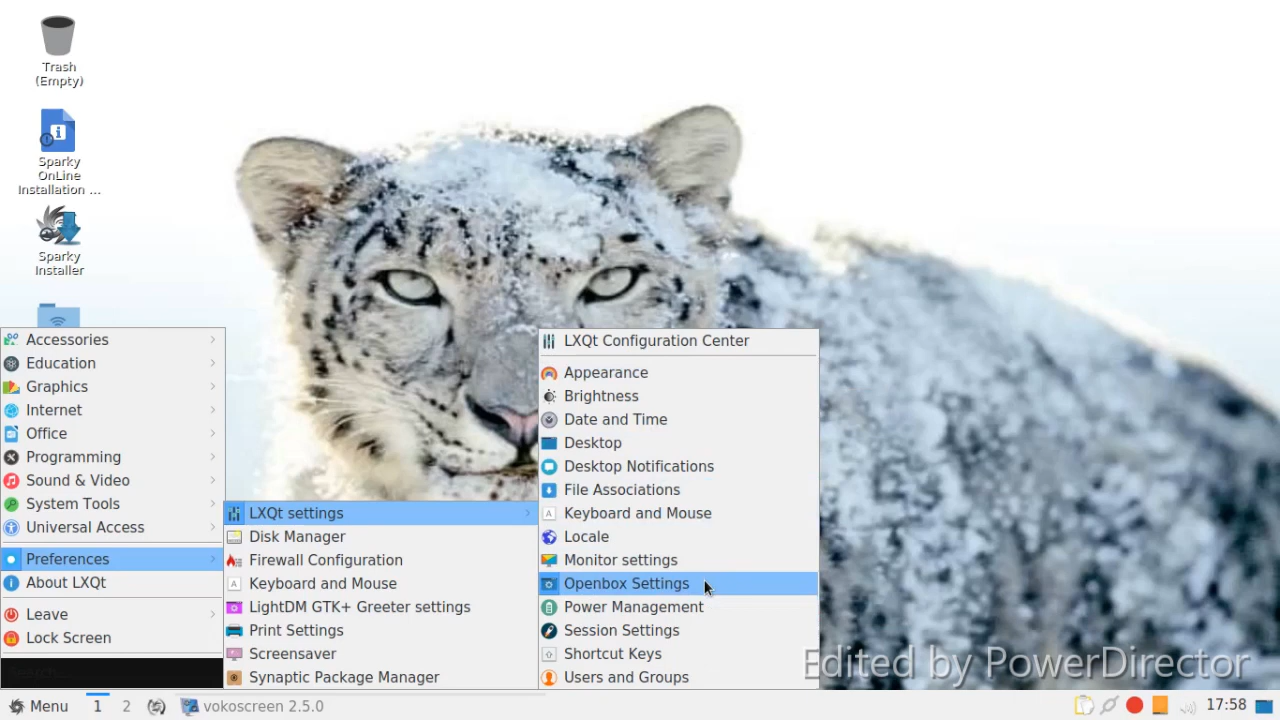 Trash
(Empty)
Sparky
OnLine
Installation ...
Sparky
Installer
Accessories
Education
Graphics
Internet
Office
Programming
Sound & Video
System Tools
Universal Access
Preferences
About LXQt
Leave
Lock Screen
Search...
LXQt settings
Disk Manager
Firewall Configuration
Keyboard and Mouse
LightDM GTK+ Greeter settings
Print Settings
Screensaver
Synaptic Package Manager
LXQt Configuration Center
Appearance
Brightness
Date and Time
Desktop
Desktop Notifications
File Associations
Keyboard and Mouse
Locale
Monitor settings
Openbox Settings
Power Management
Session Settings
Shortcut Keys
Users and Groups
Edited by PowerDirector
Menu 1 2 vokoscreen 2.5.0 17:58